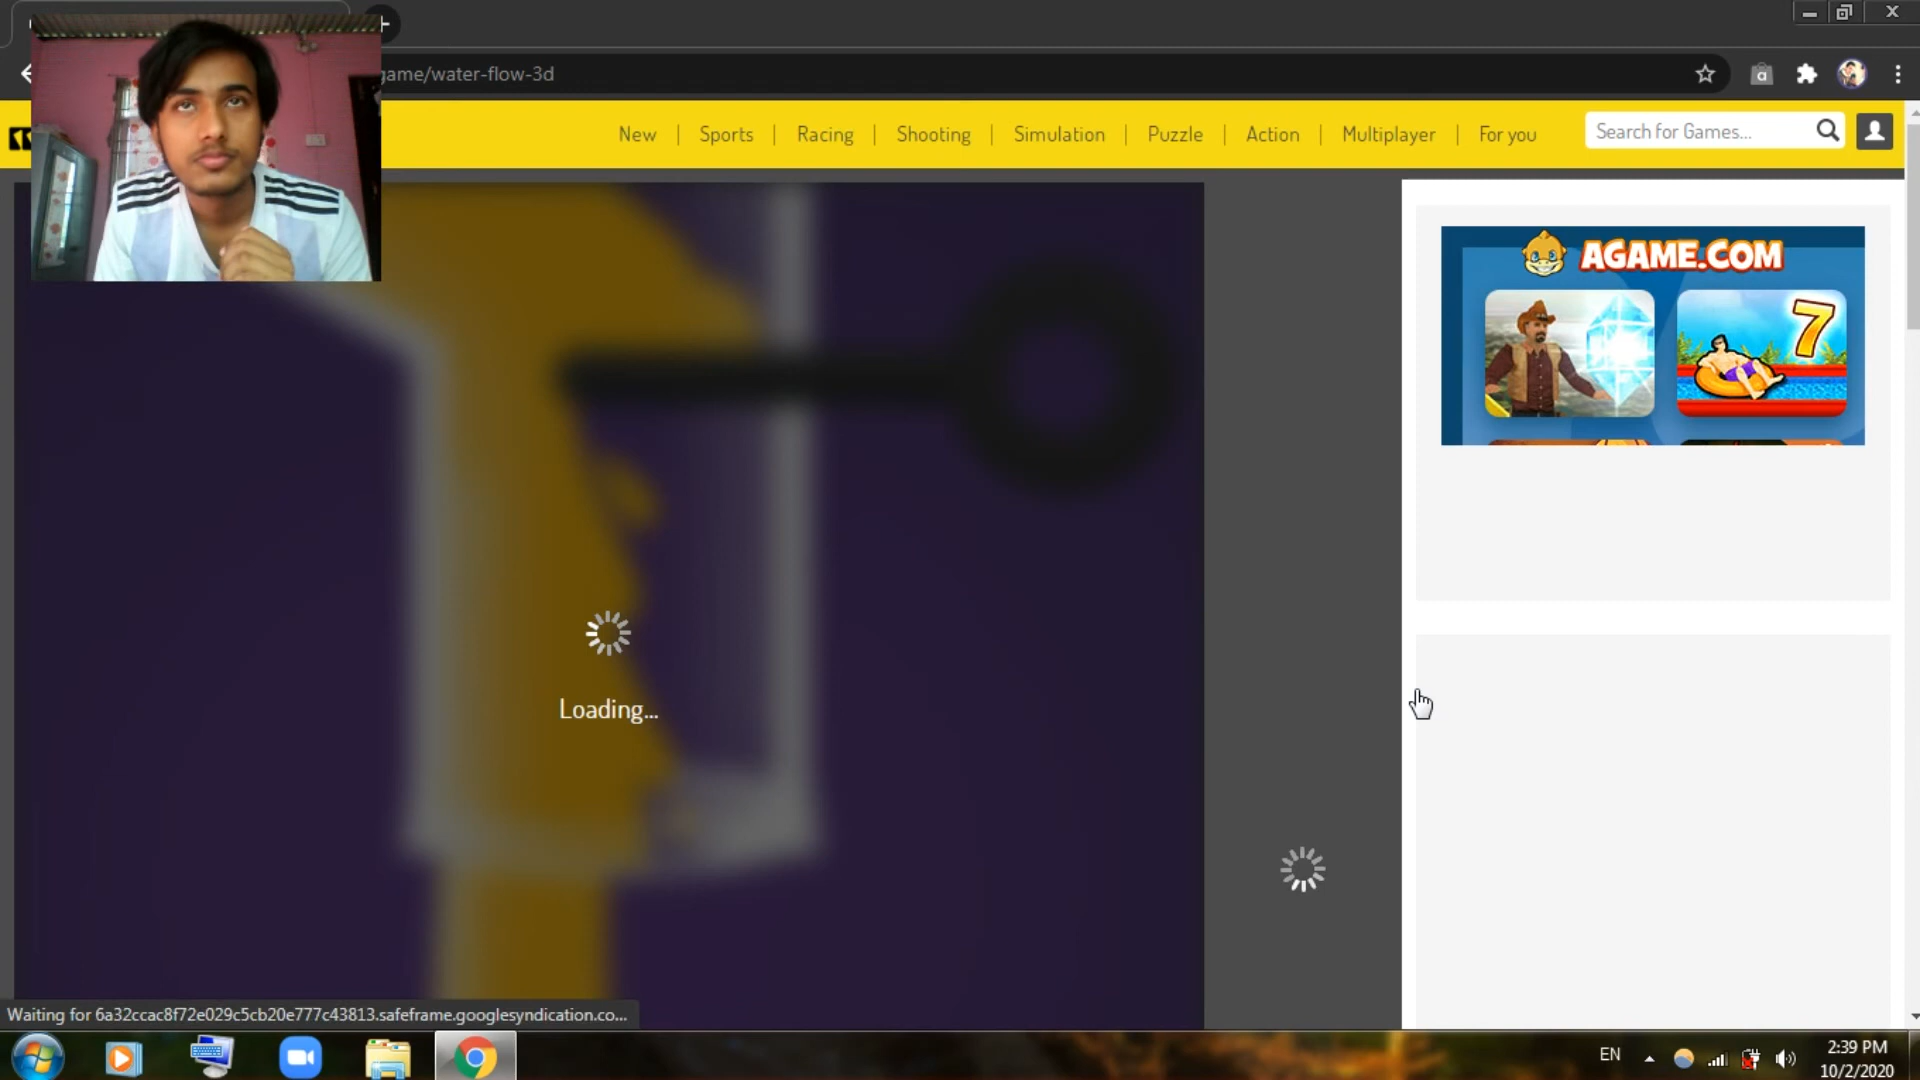 game/water-flow-3d
New | Sports | Racing | Shooting | Simulation | Puzzle | Action | Multiplayer | For you
Search for Games...
AGAME.COM
7
Loading...
Waiting for 6a32ccac8f72e029c5cb20e777c43813.safeframe.googlesyndication.co...
EN
2:39 PM
10/2/2020